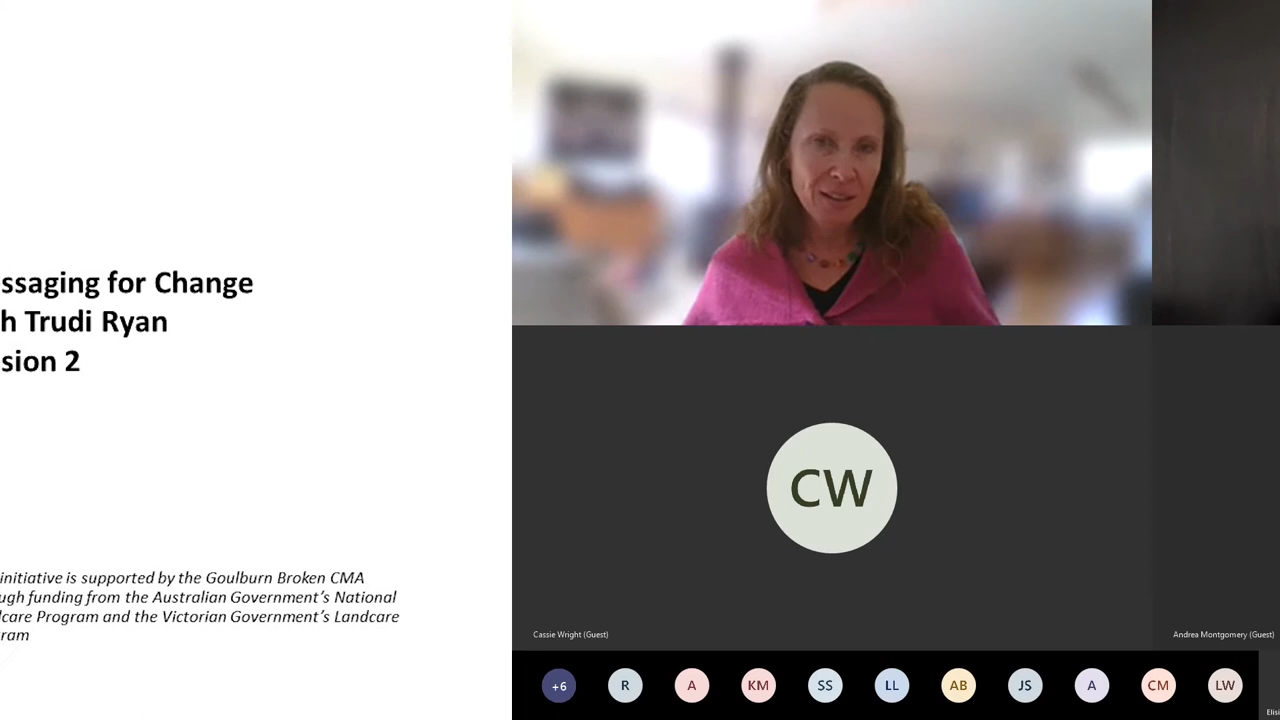 ssaging for Change
h Trudi Ryan
sion 2
initiative is supported by the Goulburn Broken CMA
ugh funding from the Australian Government's National
dcare Program and the Victorian Government's Landcare
ram
CW
Cassie Wright (Guest)
Andrea Montgomery (Guest)
+6
R
A
KM
SS
LL
AB
JS
A
CM
LW
Elis